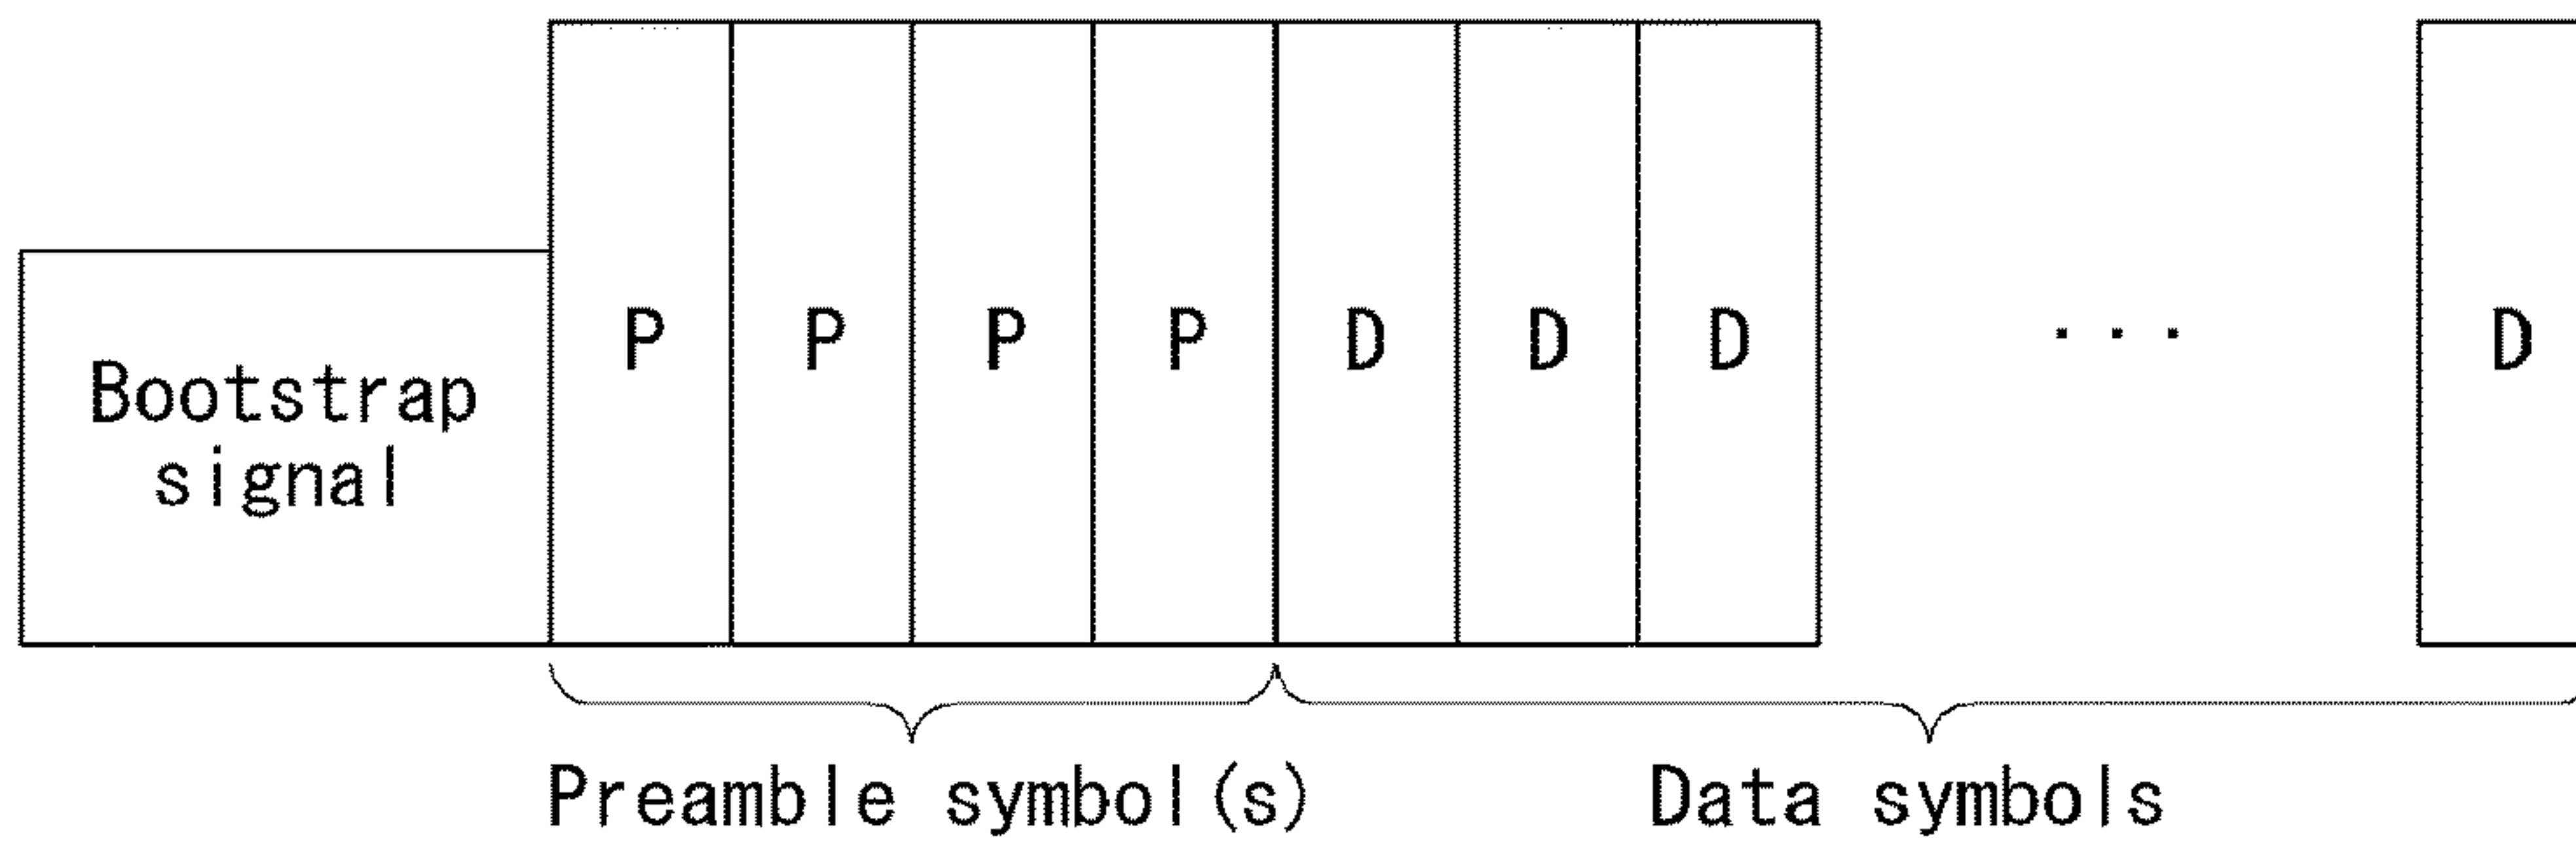 P P P P D D D ... D
Bootstrap
signal
Preamble symbol(s) Data symbols